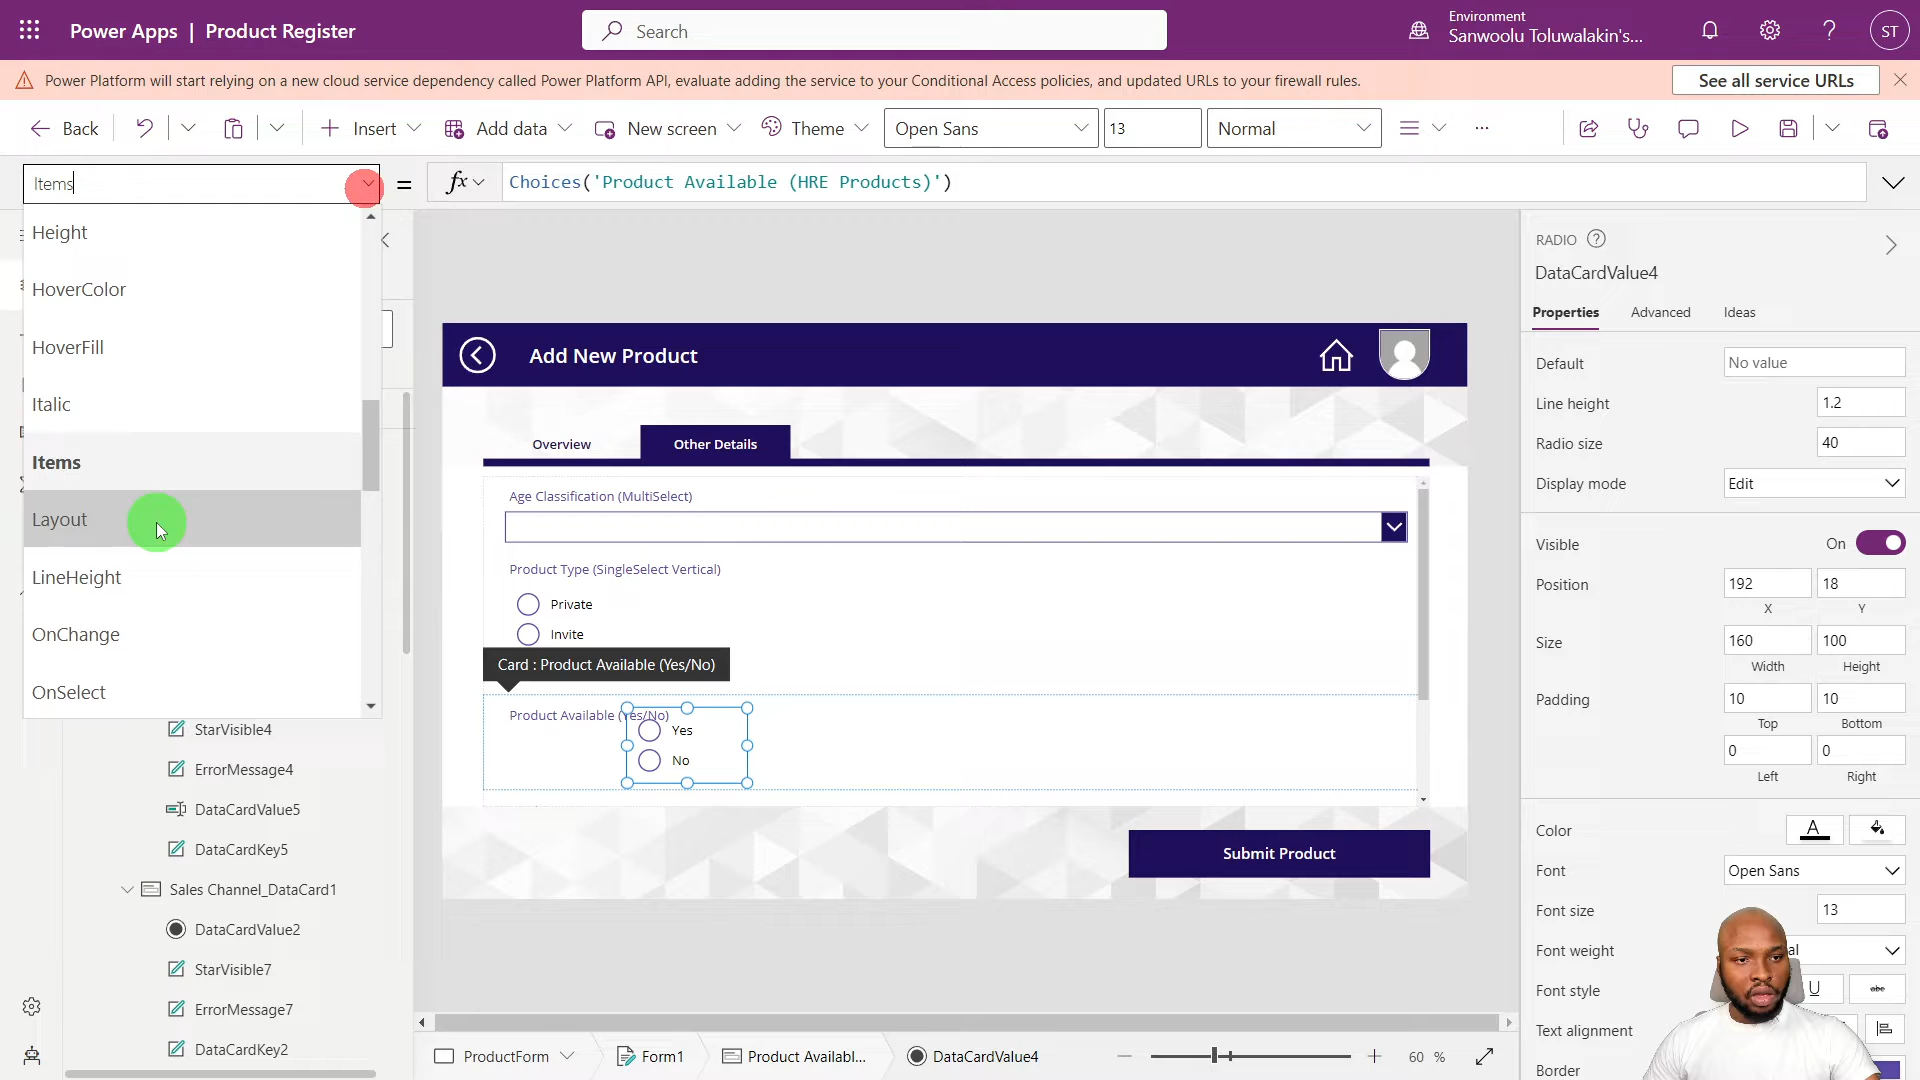 Power Apps | Product Register
Search
Environment
Sanwoolu Toluwalakin's...
ST
Power Platform will start relying on a new cloud service dependency called Power Platform API, evaluate adding the service to your Conditional Access policies, and updated URLs to your firewall rules.
See all service URLs
Back
Insert
Add data
New screen
Theme
Open Sans
13
Normal
...
Items
=
fx
Choices('Product Available (HRE Products)')
Height
HoverColor
HoverFill
Italic
Items
Layout
LineHeight
OnChange
OnSelect
StarVisible4
ErrorMessage4
DataCardValue5
DataCardKey5
Sales Channel_DataCard1
DataCardValue2
StarVisible7
ErrorMessage7
DataCardKey2
Add New Product
Overview
Other Details
Age Classification (MultiSelect)
Product Type (SingleSelect Vertical)
Private
Invite
Card : Product Available (Yes/No)
Product Available (Yes/No)
Yes
No
Submit Product
ProductForm
Form1
Product Availabl...
DataCardValue4
60 %
RADIO
DataCardValue4
Properties
Advanced
Ideas
Default
No value
Line height
1.2
Radio size
40
Display mode
Edit
Visible
On
Position
192
18
X
Y
Size
160
100
Width
Height
Padding
10
10
Top
Bottom
0
0
Left
Right
Color
A
Font
Open Sans
Font size
13
Font weight
Font style
U
abc
Text alignment
Border